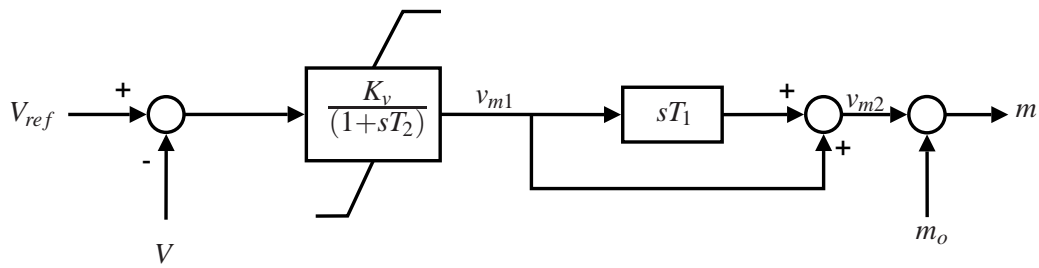 V_ref
+
-
V
K_v
(1+sT_2)
v_m1
sT_1
+
+
v_m2
m_o
m